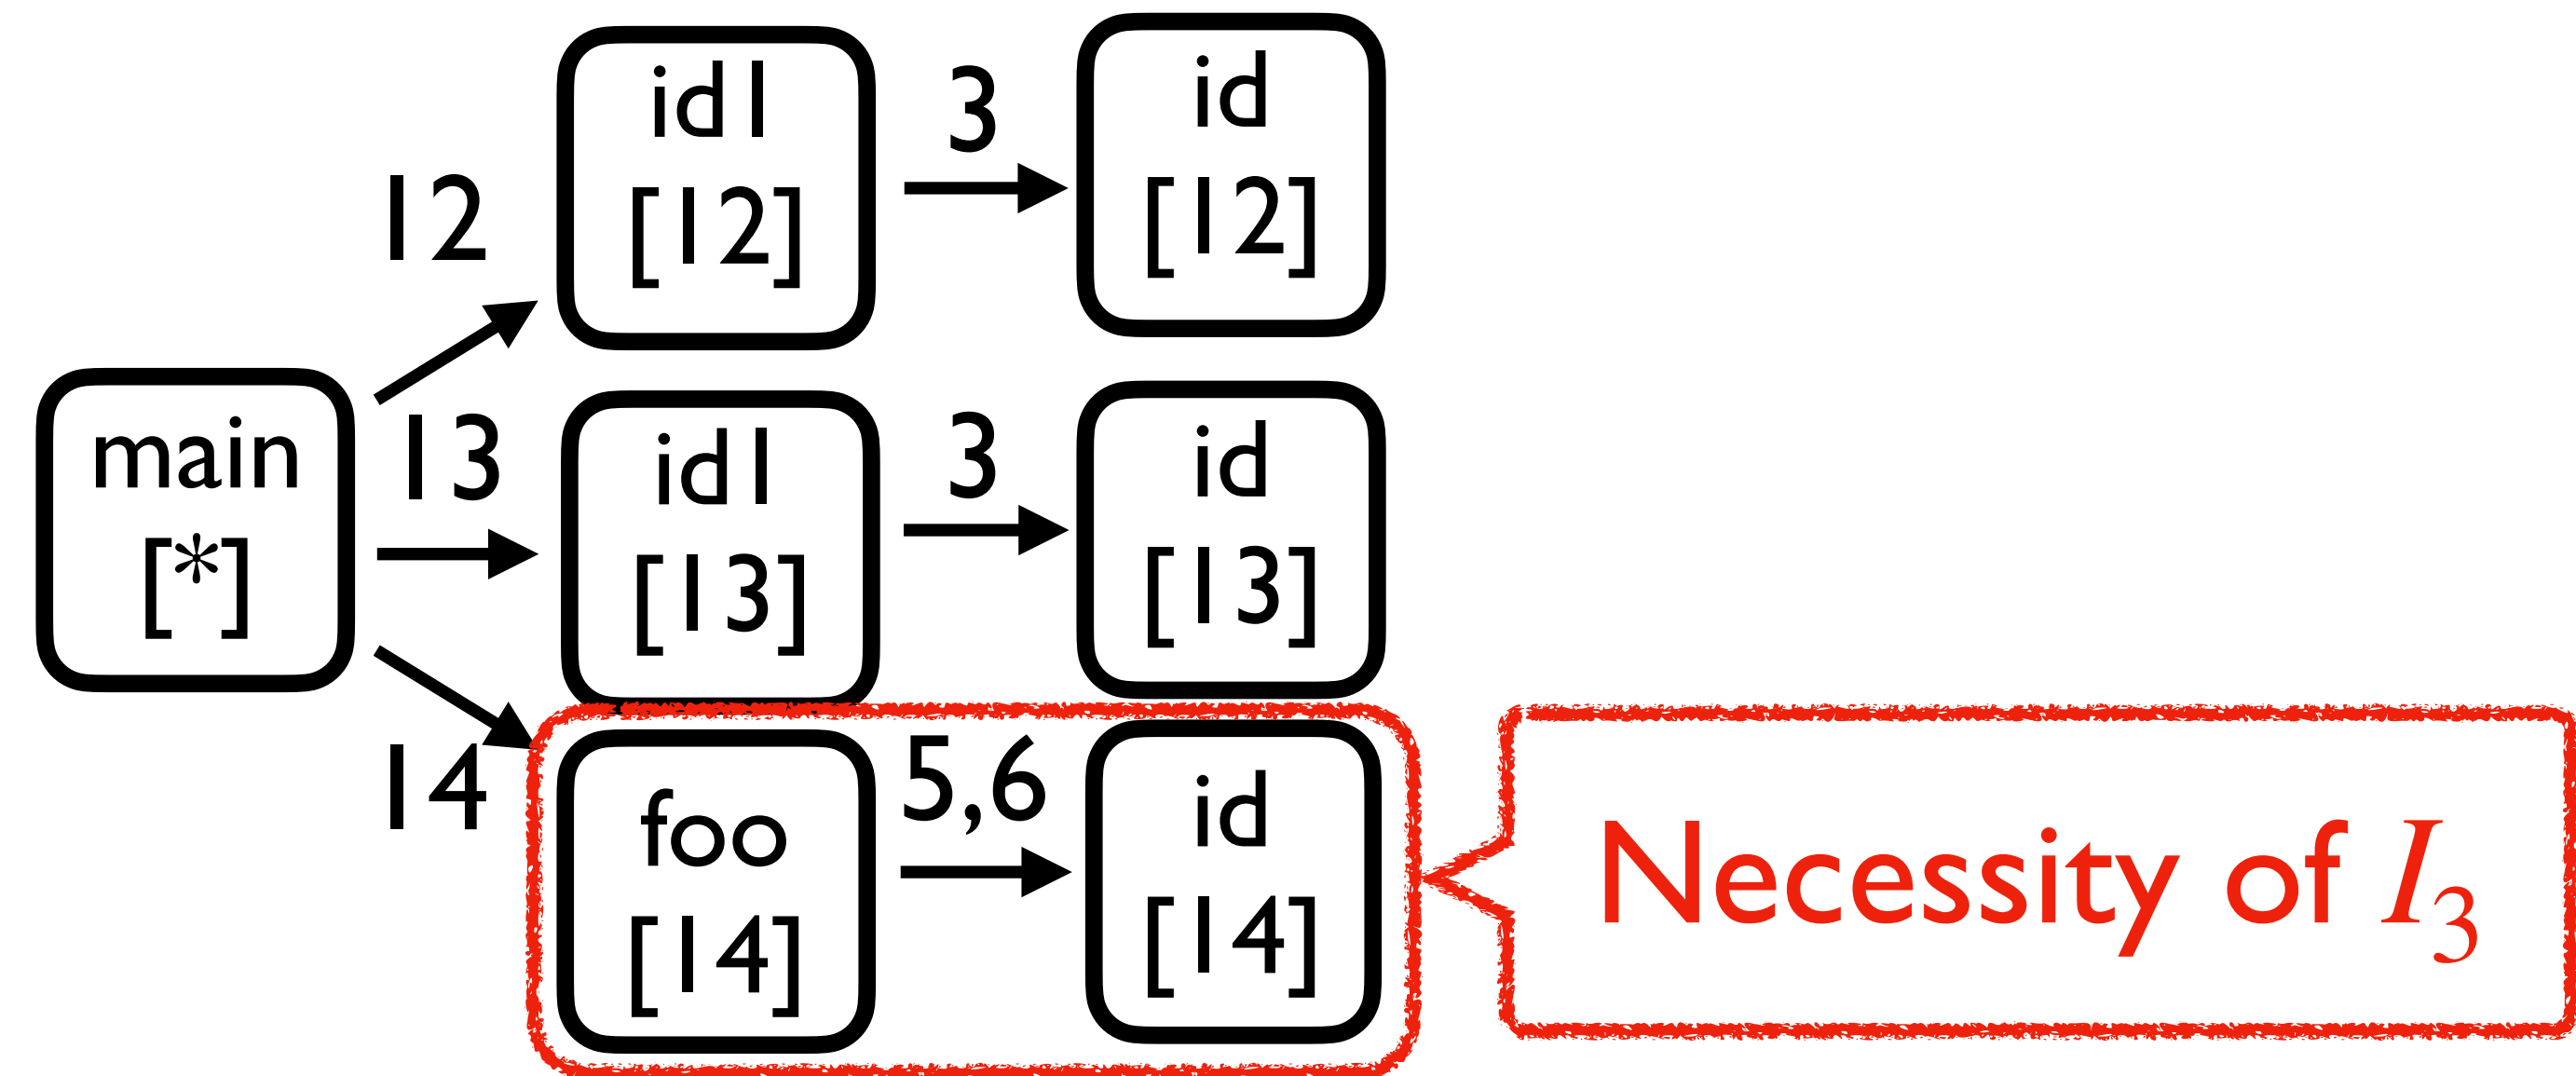 12
id1
[12]
3
id
[12]
main
[*]
13
id1
[13]
3
id
[13]
14
foo
[14]
5,6
id
[14]
Necessity of I₃